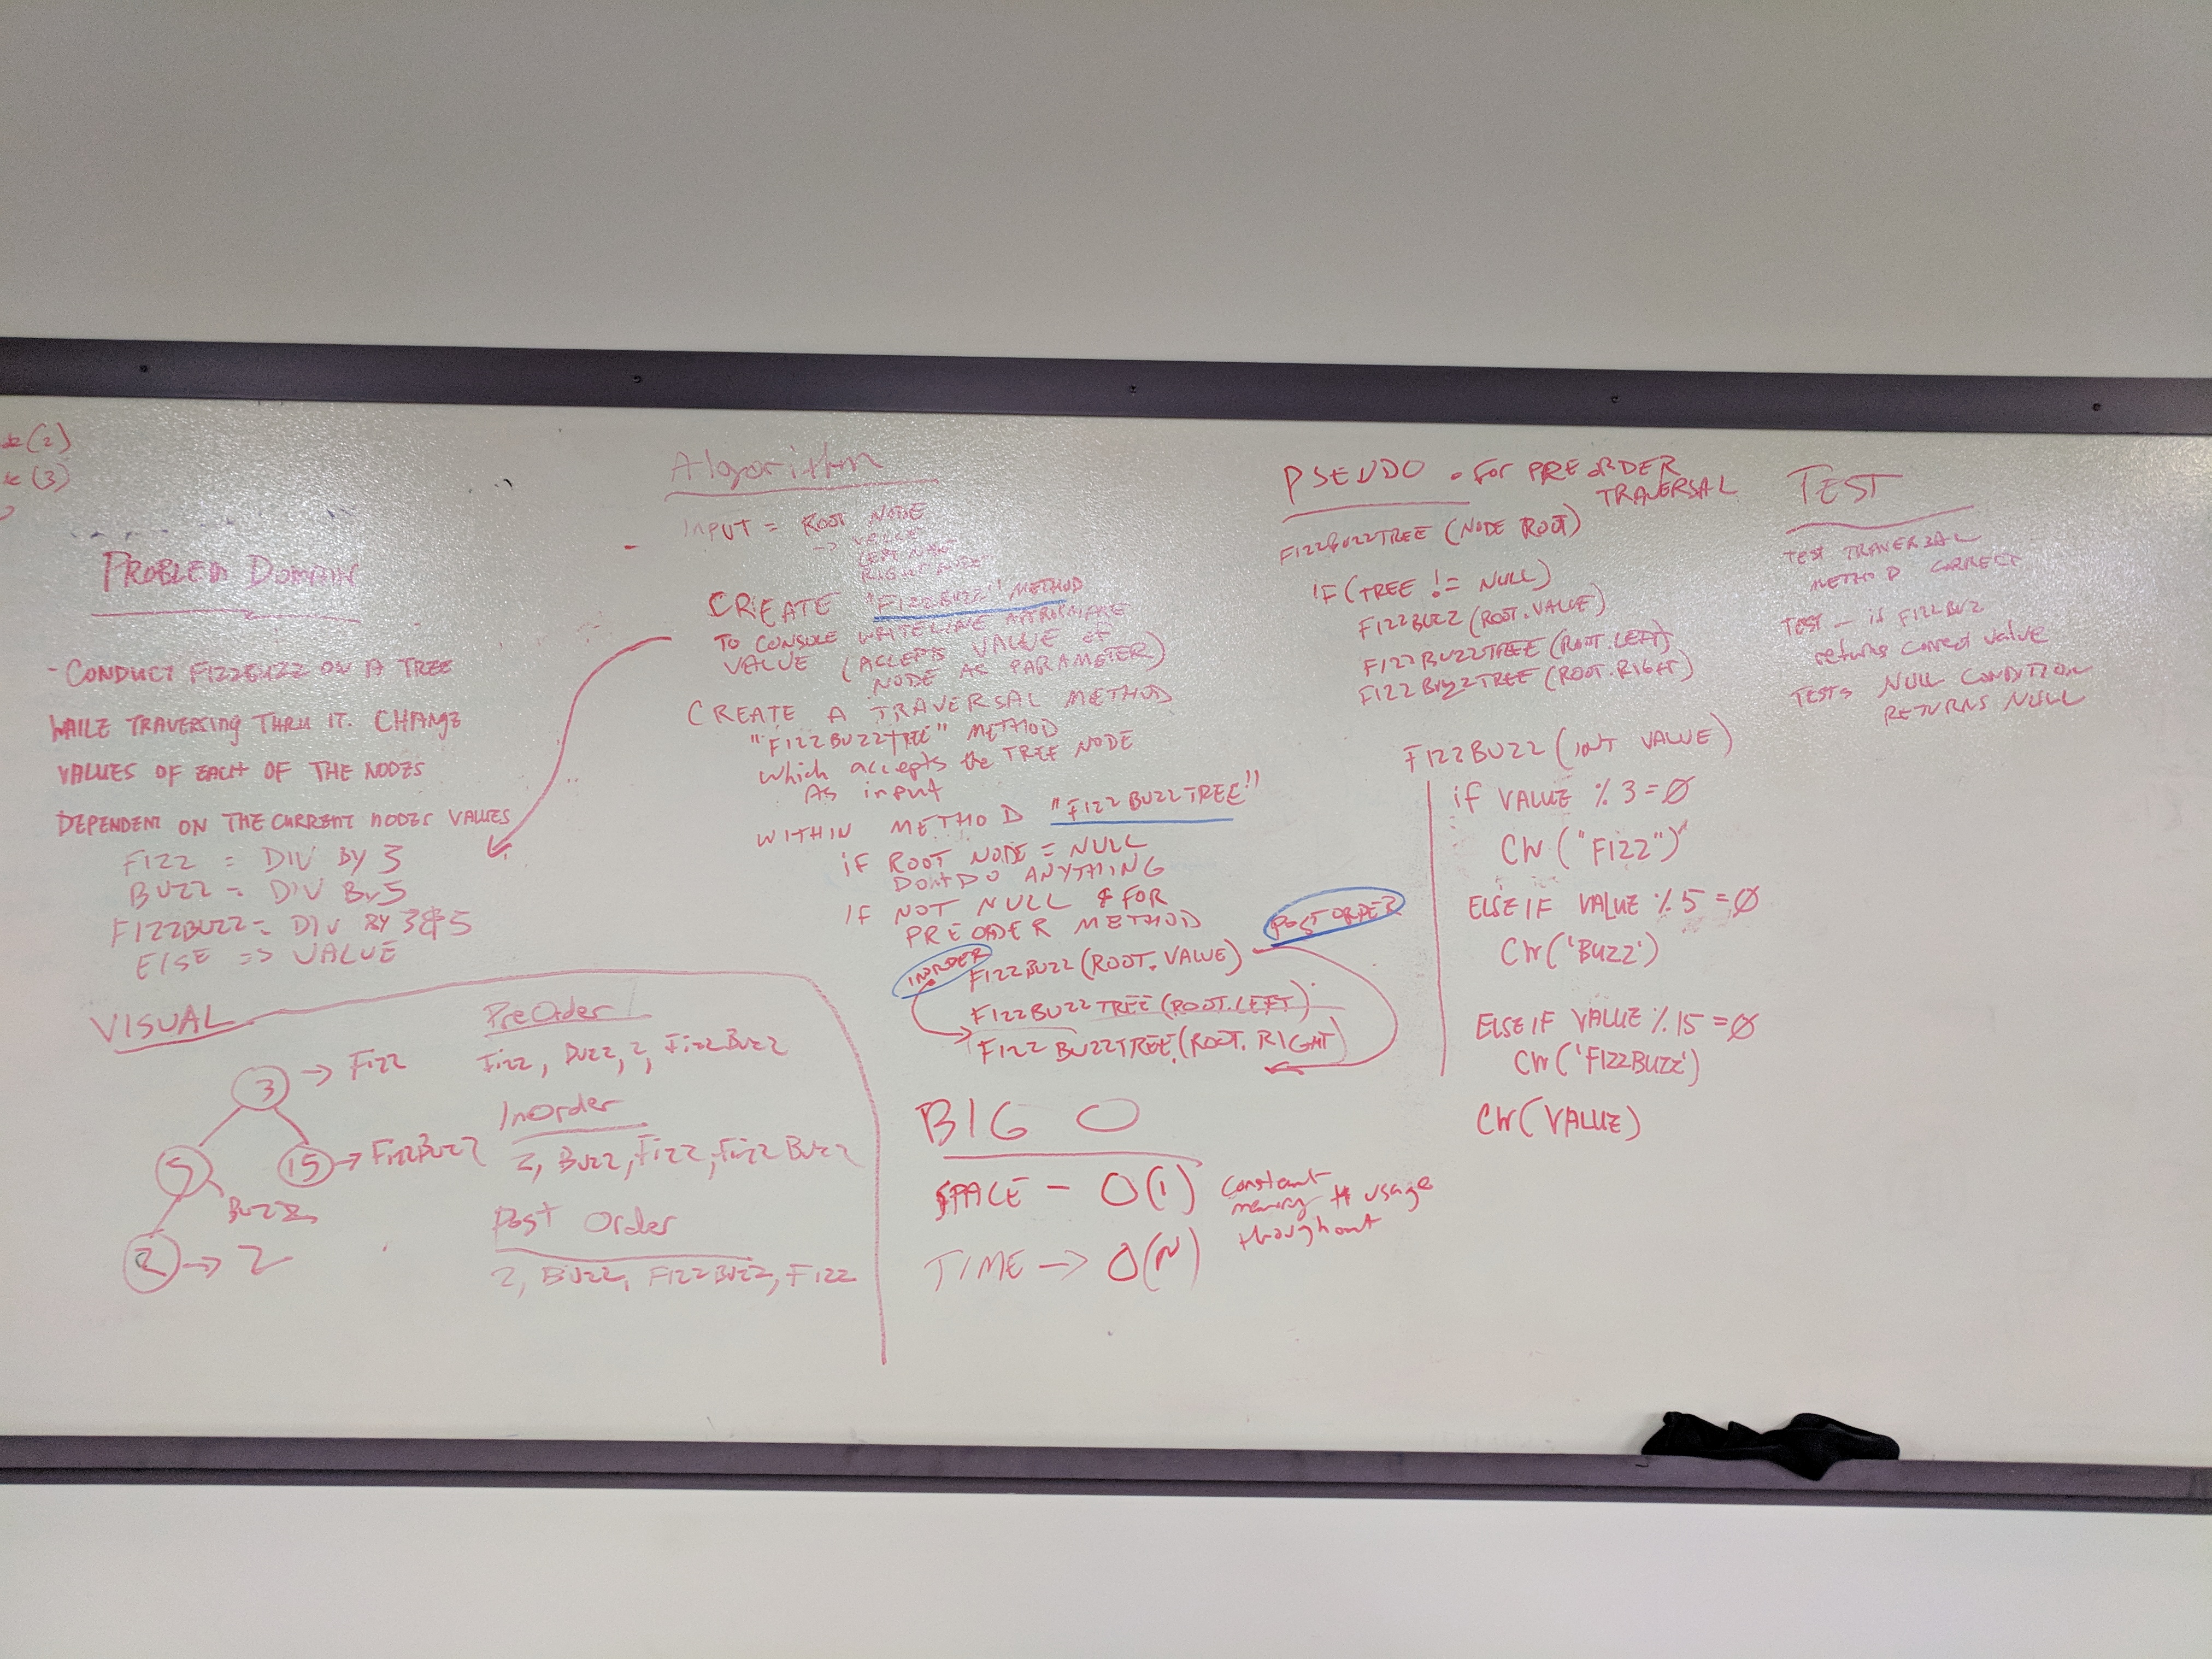 (2)
(3)
PROBLEM DOMAIN
- CONDUCT FIZZBUZZ ON A TREE
WHILE TRAVERSING THRU IT. CHANGE
VALUES OF EACH OF THE NODES
DEPENDENT ON THE CURRENT NODES VALUES
FIZZ = DIV BY 3
BUZZ = DIV By 5
FIZZBUZZ = DIV BY 3 & 5
ElSE => VALUE
VISUAL
3 -> Fizz
5
Buzz
15 -> FizzBuzz
2 -> 2
PreOrder
Fizz, Buzz, 2, FizzBuzz
InOrder
2, Buzz, Fizz, Fizz Buzz
Post Order
2, BUZZ, FIZZBUZZ, FIZZ
Algorithm
INPUT = ROOT NODE
-> VALUE
LEFT NODE
RIGHT NODE
CREATE "FIZZBUZZ" METHOD
TO CONSOLE WRITELINE APPROPRIATE
VALUE (ACCEPTS VALUE OF
NODE AS PARAMETER)
CREATE A TRAVERSAL METHOD
"FIZZBUZZTREE" METHOD
which accepts the TREE NODE
As input
WITHIN METHOD "FIZZBUZZTREE"
IF ROOT NODE = NULL
DONT DO ANYTHING
IF NOT NULL & FOR
PREORDER METHOD
POST ORDER
INORDER
FIZZBUZZ (ROOT.VALUE)
FIZZBUZZTREE (ROOT.LEFT)
FIZZBUZZTREE (ROOT.RIGHT)
BIG O
SPACE - O(1) constant
memory usage
throughout
TIME -> O(N)
PSEUDO . For PREORDER
TRAVERSAL
FIZZBUZZTREE (NODE ROOT)
IF (TREE != NULL)
FIZZBUZZ (ROOT.VALUE)
FIZZBUZZTREE (ROOT.LEFT)
FIZZBUZZTREE (ROOT.RIGHT)
FIZZBUZZ (INT VALUE)
if VALUE % 3 = 0
CW ("FIZZ")
ELSE IF VALUE % 5 = 0
CW ('BUZZ')
ELSE IF VALUE % 15 = 0
CW ('FIZZBUZZ')
CW (VALUE)
TEST
Test TRAVERSAL
METHOD CORRECT
TEST - is FIZZBUZ
returns correct value
TESTS NULL CONDITION
RETURNS NULL